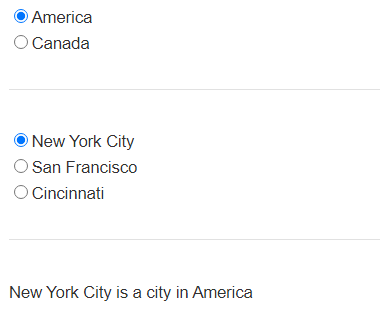 America
Canada
New York City
San Francisco
Cincinnati
New York City is a city in America